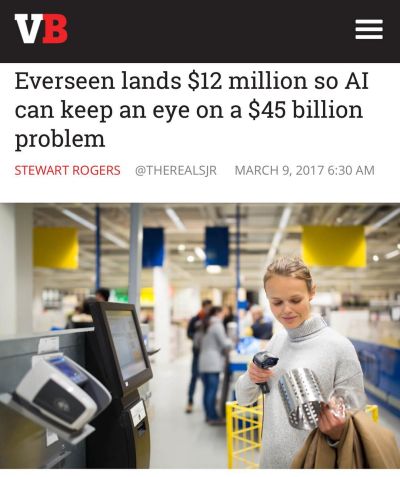 VB
Everseen lands $12 million so AI
can keep an eye on a $45 billion
problem
STEWART ROGERS @THEREALSJR MARCH 9, 2017 6:30 AM